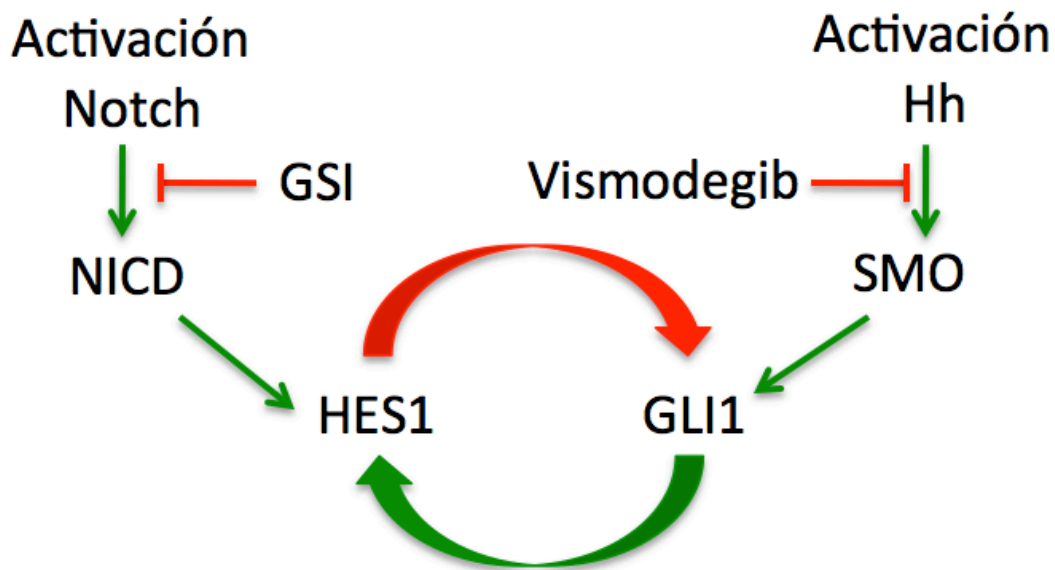 Activación
Notch
Activación
Hh
GSI
Vismodegib
NICD
SMO
HES1
GLI1